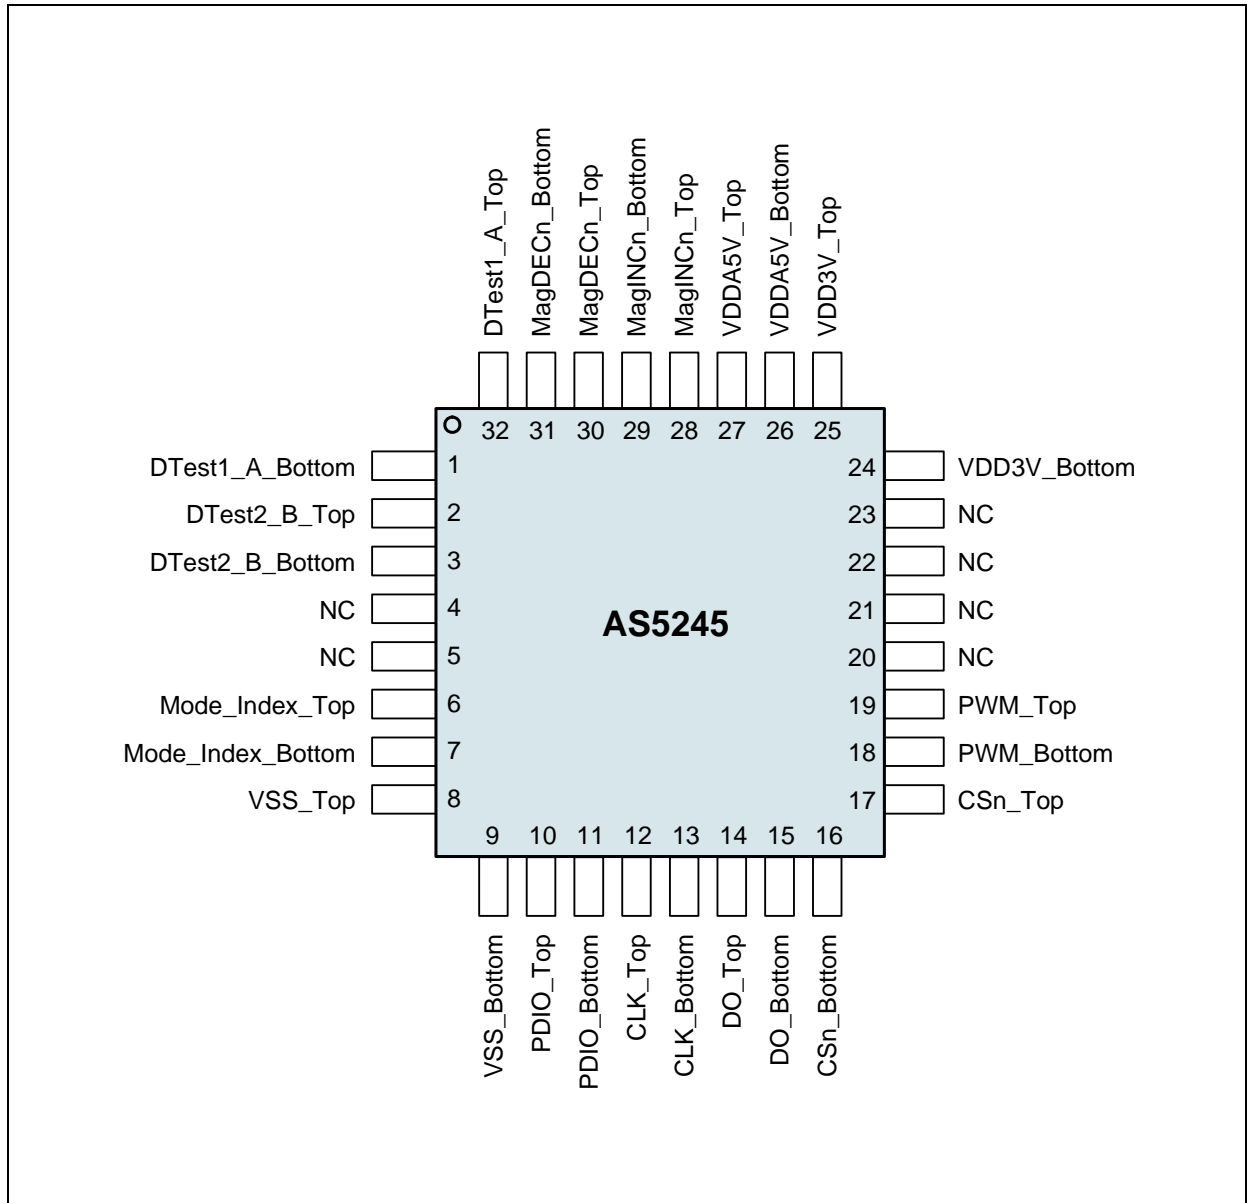 DTest1_A_Top
MagDECn_Bottom
MagDECn_Top
MagINCn_Bottom
MagINCn_Top
VDDA5V_Top
VDDA5V_Bottom
VDD3V_Top
32 31 30 29 28 27 26 25
DTest1_A_Bottom 1 24 VDD3V_Bottom
DTest2_B_Top 2 23 NC
DTest2_B_Bottom 3 22 NC
NC 4 21 NC
AS5245
NC 5 20 NC
Mode_Index_Top 6 19 PWM_Top
Mode_Index_Bottom 7 18 PWM_Bottom
VSS_Top 8 17 CSn_Top
9 10 11 12 13 14 15 16
VSS_Bottom
PDIO_Top
PDIO_Bottom
CLK_Top
CLK_Bottom
DO_Top
DO_Bottom
CSn_Bottom